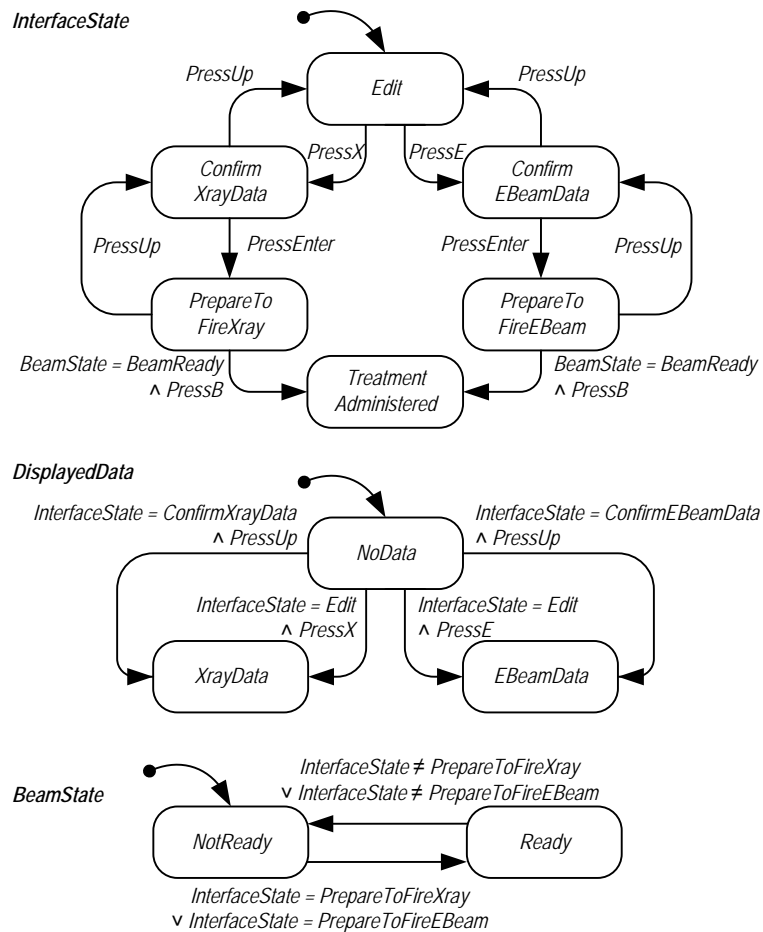 InterfaceState
Edit
PressUp
PressUp
PressX
PressE
Confirm
XrayData
Confirm
EBeamData
PressUp
PressEnter
PressEnter
PressUp
PrepareTo
FireXray
PrepareTo
FireEBeam
BeamState = BeamReady
∧ PressB
Treatment
Administered
BeamState = BeamReady
∧ PressB
DisplayedData
InterfaceState = ConfirmXrayData
∧ PressUp
NoData
InterfaceState = ConfirmEBeamData
∧ PressUp
InterfaceState = Edit
∧ PressX
InterfaceState = Edit
∧ PressE
XrayData
EBeamData
BeamState
InterfaceState ≠ PrepareToFireXray
∨ InterfaceState ≠ PrepareToFireEBeam
NotReady
Ready
InterfaceState = PrepareToFireXray
∨ InterfaceState = PrepareToFireEBeam